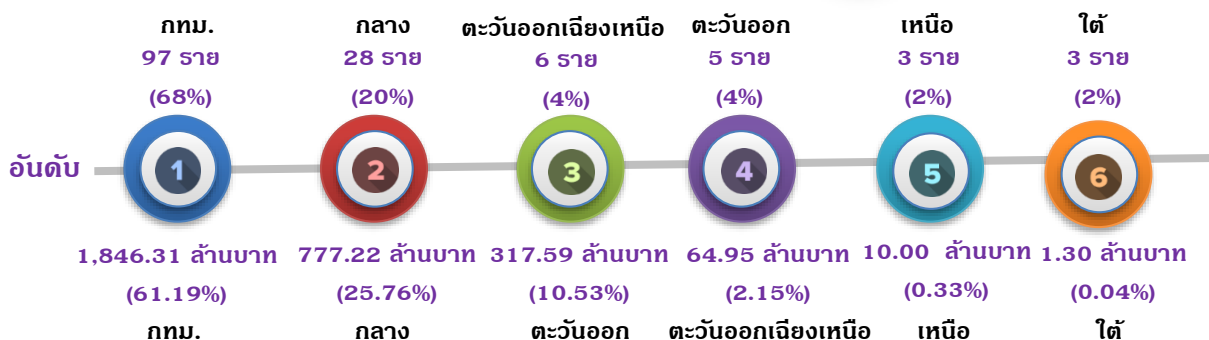 กทม. กลาง ตะวันออกเฉียงเหนือ ตะวันออก เหนือ ใต้
97 ราย 28 ราย 6 ราย 5 ราย 3 ราย 3 ราย
(68%) (20%) (4%) (4%) (2%) (2%)
อันดับ 1 2 3 4 5 6
1,846.31 ล้านบาท 777.22 ล้านบาท 317.59 ล้านบาท 64.95 ล้านบาท 10.00 ล้านบาท 1.30 ล้านบาท
(61.19%) (25.76%) (10.53%) (2.15%) (0.33%) (0.04%)
กทม. กลาง ตะวันออก ตะวันออกเฉียงเหนือ เหนือ ใต้